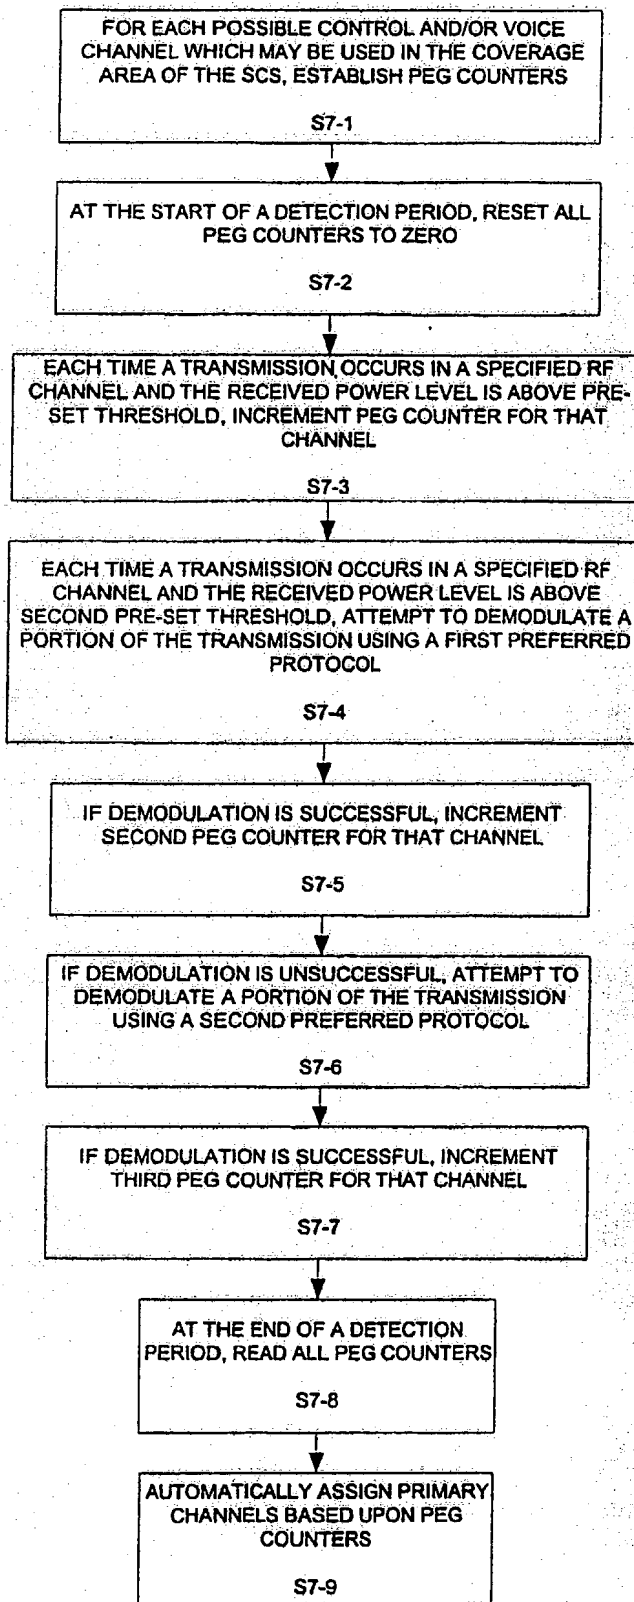 FOR EACH POSSIBLE CONTROL AND/OR VOICE
CHANNEL WHICH MAY BE USED IN THE COVERAGE
AREA OF THE SCS, ESTABLISH PEG COUNTERS
S7-1
AT THE START OF A DETECTION PERIOD, RESET ALL
PEG COUNTERS TO ZERO
S7-2
EACH TIME A TRANSMISSION OCCURS IN A SPECIFIED RF
CHANNEL AND THE RECEIVED POWER LEVEL IS ABOVE PRE-
SET THRESHOLD, INCREMENT PEG COUNTER FOR THAT
CHANNEL
S7-3
EACH TIME A TRANSMISSION OCCURS IN A SPECIFIED RF
CHANNEL AND THE RECEIVED POWER LEVEL IS ABOVE
SECOND PRE-SET THRESHOLD, ATTEMPT TO DEMODULATE A
PORTION OF THE TRANSMISSION USING A FIRST PREFERRED
PROTOCOL
S7-4
IF DEMODULATION IS SUCCESSFUL, INCREMENT
SECOND PEG COUNTER FOR THAT CHANNEL
S7-5
IF DEMODULATION IS UNSUCCESSFUL, ATTEMPT TO
DEMODULATE A PORTION OF THE TRANSMISSION
USING A SECOND PREFERRED PROTOCOL
S7-6
IF DEMODULATION IS SUCCESSFUL, INCREMENT
THIRD PEG COUNTER FOR THAT CHANNEL
S7-7
AT THE END OF A DETECTION
PERIOD, READ ALL PEG COUNTERS
S7-8
AUTOMATICALLY ASSIGN PRIMARY
CHANNELS BASED UPON PEG
COUNTERS
S7-9